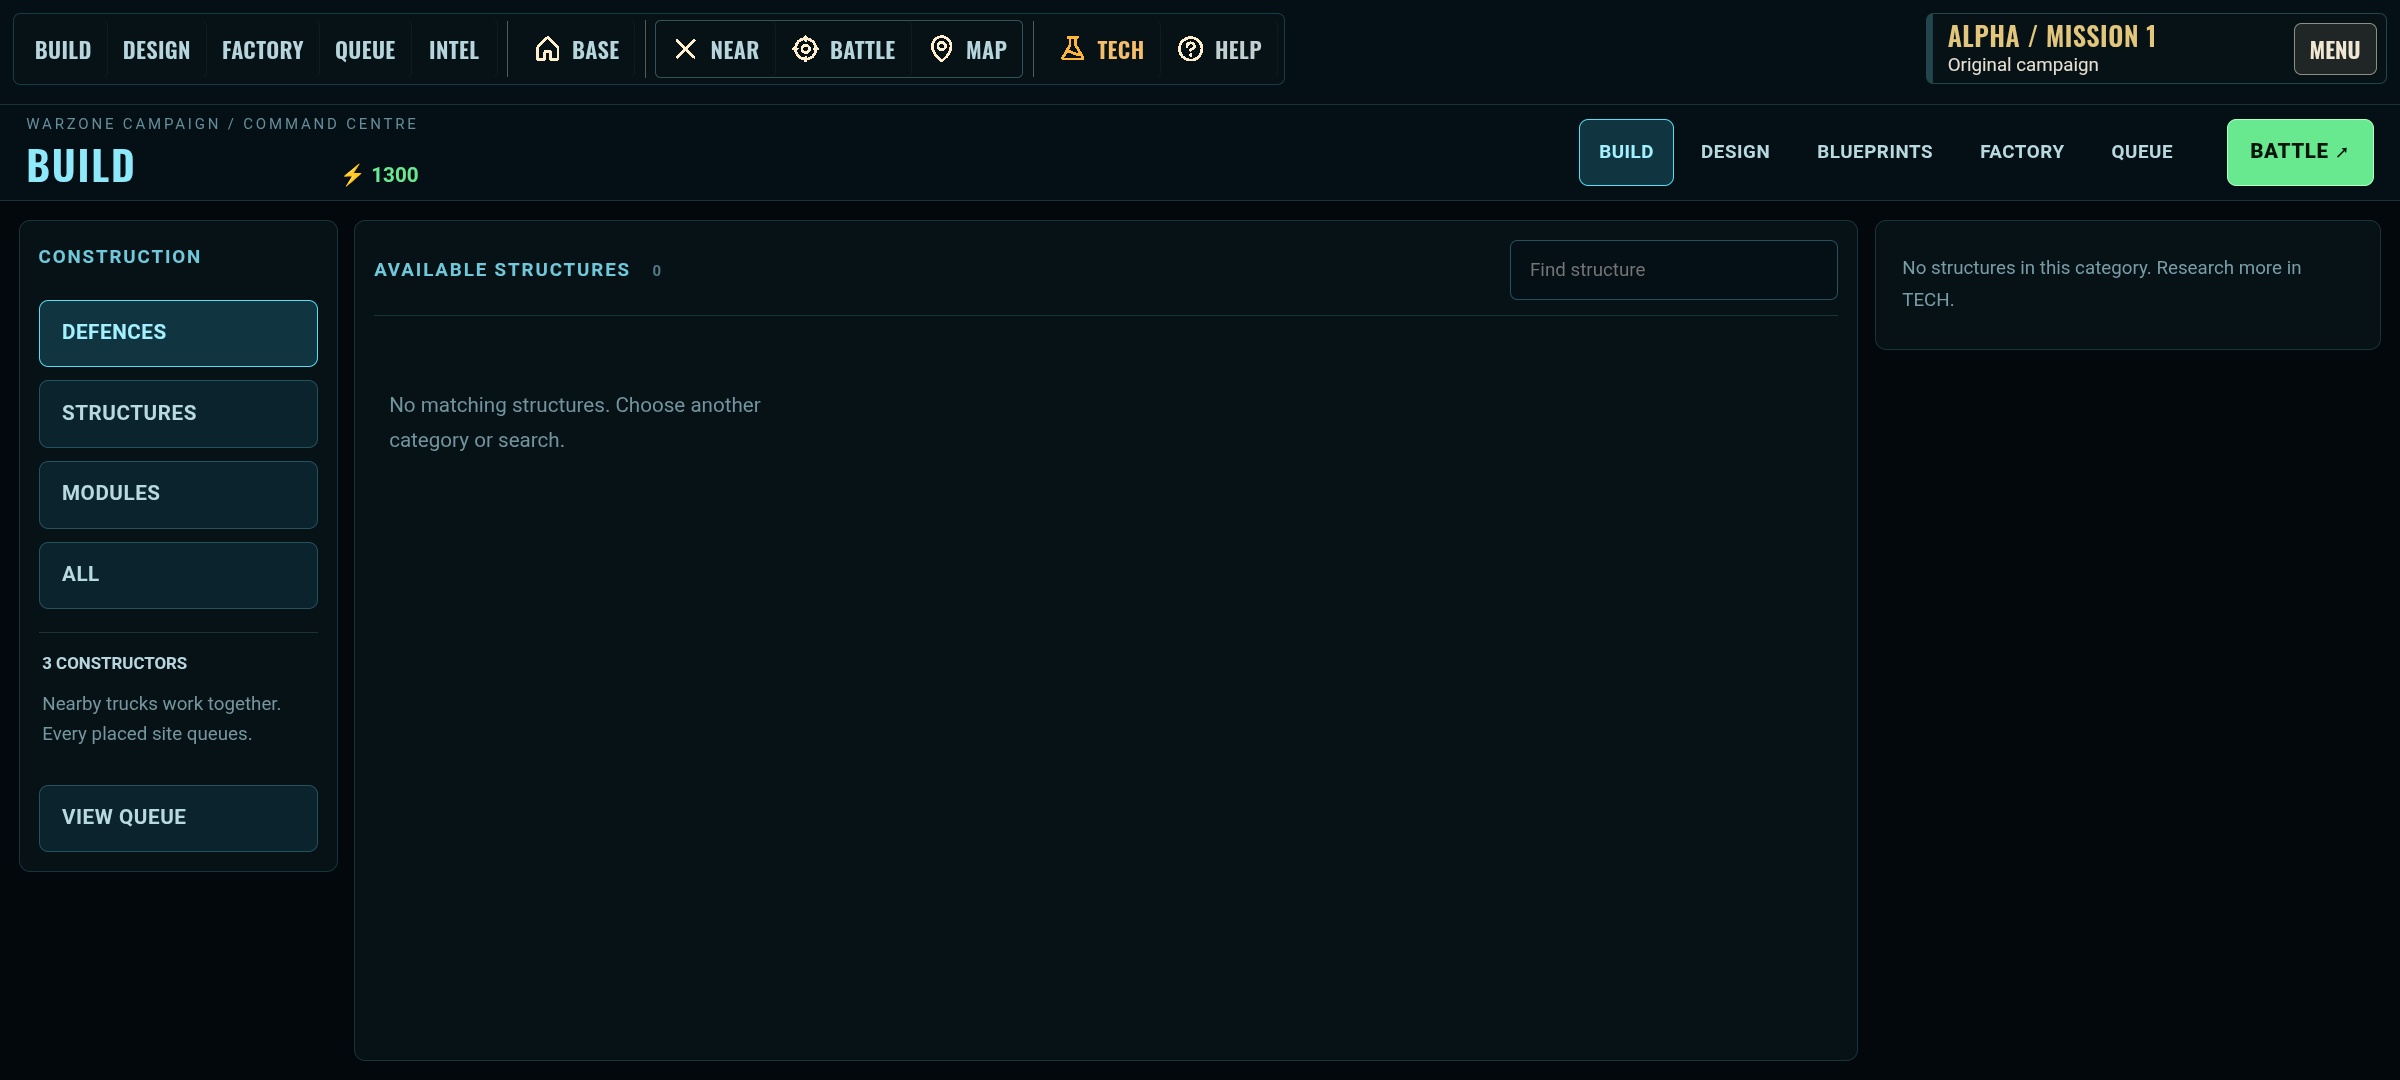 BUILD DESIGN FACTORY QUEUE INTEL BASE NEAR BATTLE MAP TECH HELP
ALPHA / MISSION 1
Original campaign
MENU
WARZONE CAMPAIGN / COMMAND CENTRE
BUILD
⚡ 1300
BUILD DESIGN BLUEPRINTS FACTORY QUEUE BATTLE ↗
CONSTRUCTION
DEFENCES
STRUCTURES
MODULES
ALL
3 CONSTRUCTORS
Nearby trucks work together.
Every placed site queues.
VIEW QUEUE
AVAILABLE STRUCTURES 0
Find structure
No matching structures. Choose another
category or search.
No structures in this category. Research more in
TECH.